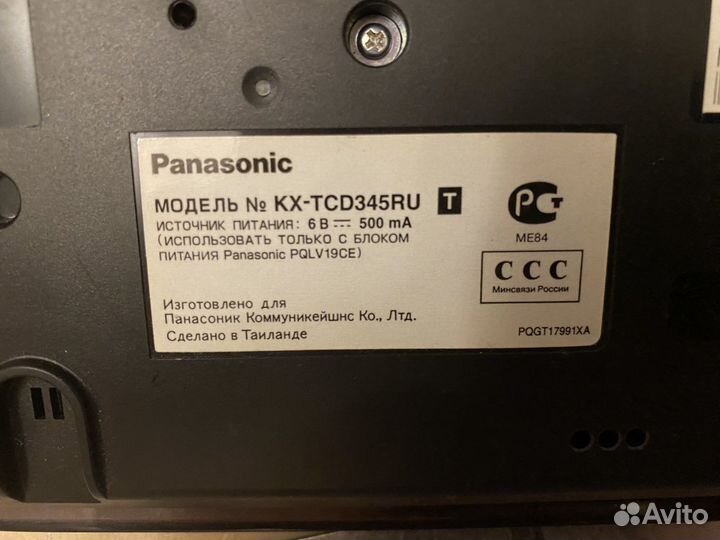 Panasonic
МОДЕЛЬ № KX-TCD345RU T
ИСТОЧНИК ПИТАНИЯ: 6 В 500 mA
(ИСПОЛЬЗОВАТЬ ТОЛЬКО С БЛОКОМ
ПИТАНИЯ Panasonic PQLV19CE)
РСТ
ME84
ССС
Минсвязи России
Изготовлено для
Панасоник Коммуникейшнс Ко., Лтд.
Сделано в Таиланде
PQGT17991XA
Avito